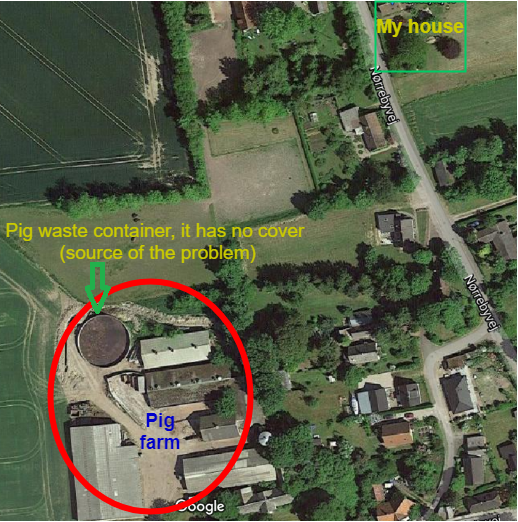 My house
Nørrebyvej
Pig waste container, it has no cover
(source of the problem)
Nørrebyvej
Pig
farm
Google